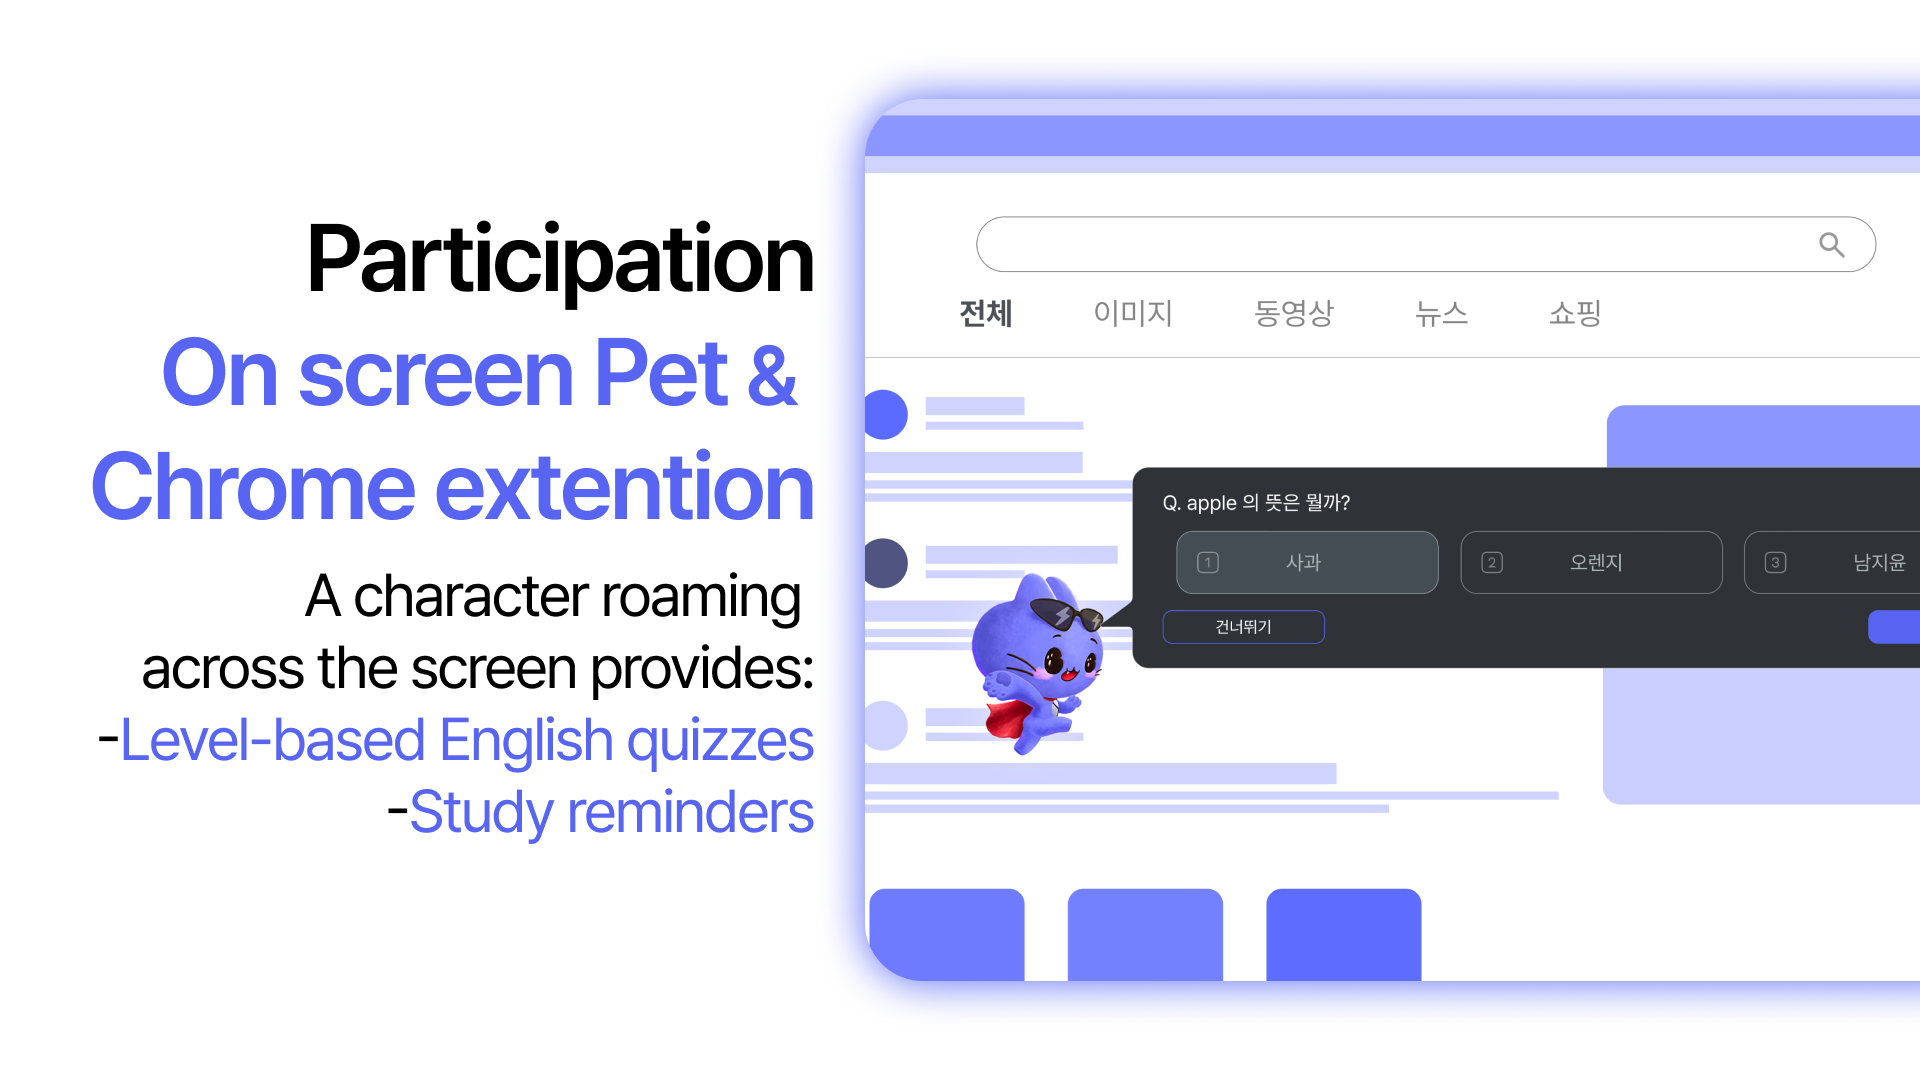 Participation
On screen Pet &
Chrome extention
A character roaming
across the screen provides:
-Level-based English quizzes
-Study reminders
전체 이미지 동영상 뉴스 쇼핑
Q. apple 의 뜻은 뭘까?
1 사과 2 오렌지 3 남지윤
건너뛰기